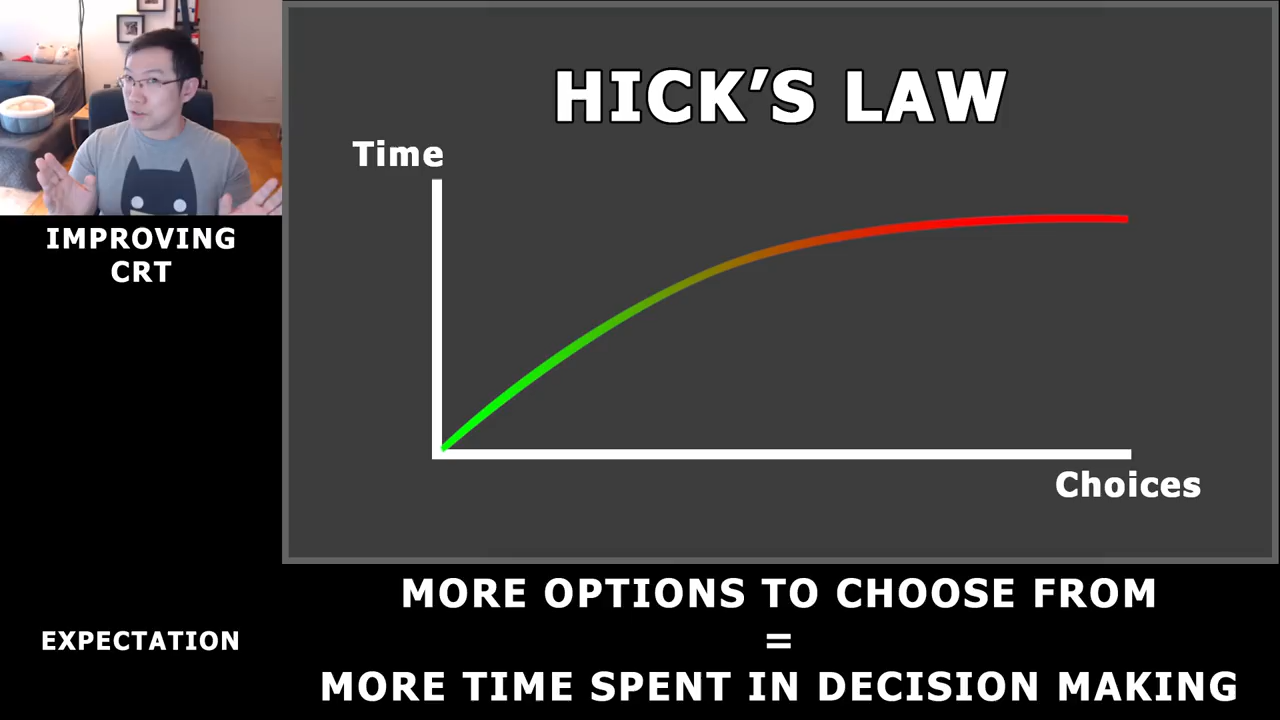 HICK'S LAW
Time
Choices
IMPROVING
CRT
EXPECTATION
MORE OPTIONS TO CHOOSE FROM
=
MORE TIME SPENT IN DECISION MAKING